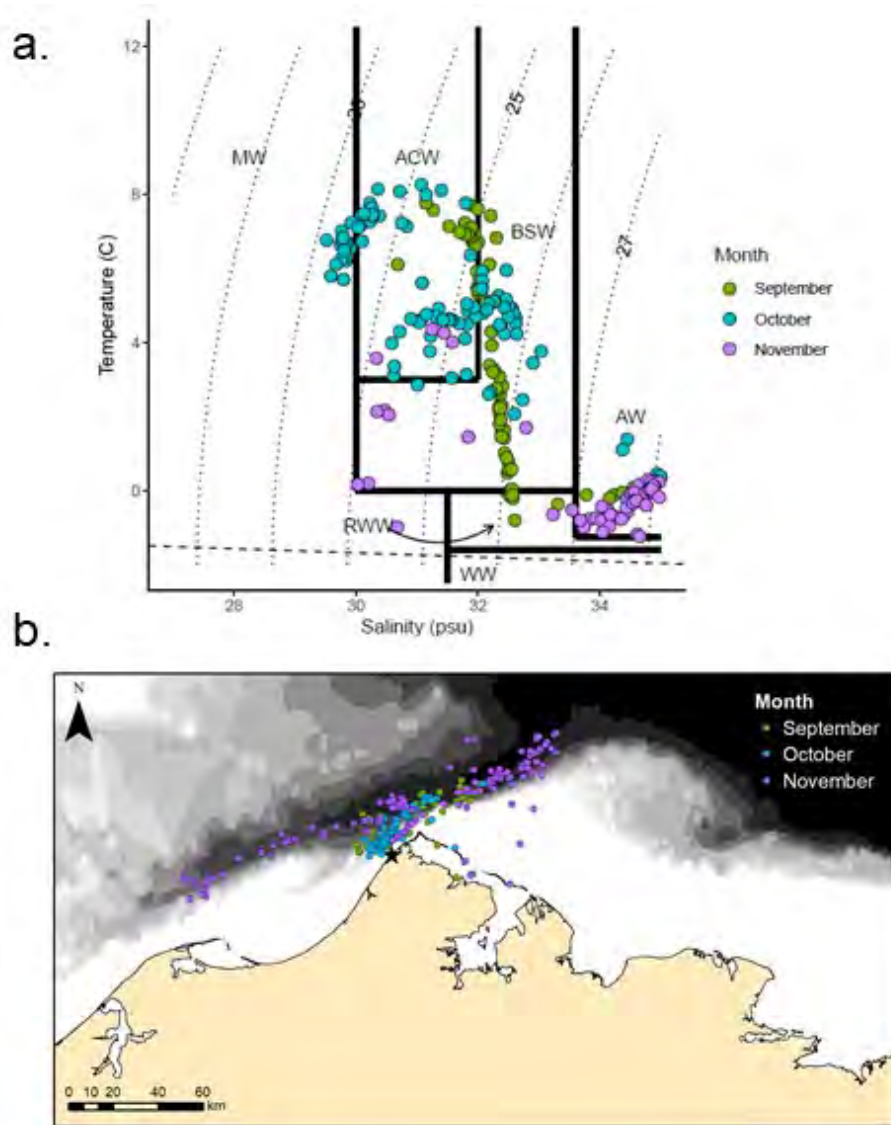 a.
12
8
4
0
28
30
32
34
Temperature (C)
Salinity (psu)
MW
ACW
BSW
AW
RWW
WW
25
27
Month
September
October
November
b.
N
Month
September
October
November
0 10 20 40 60
km